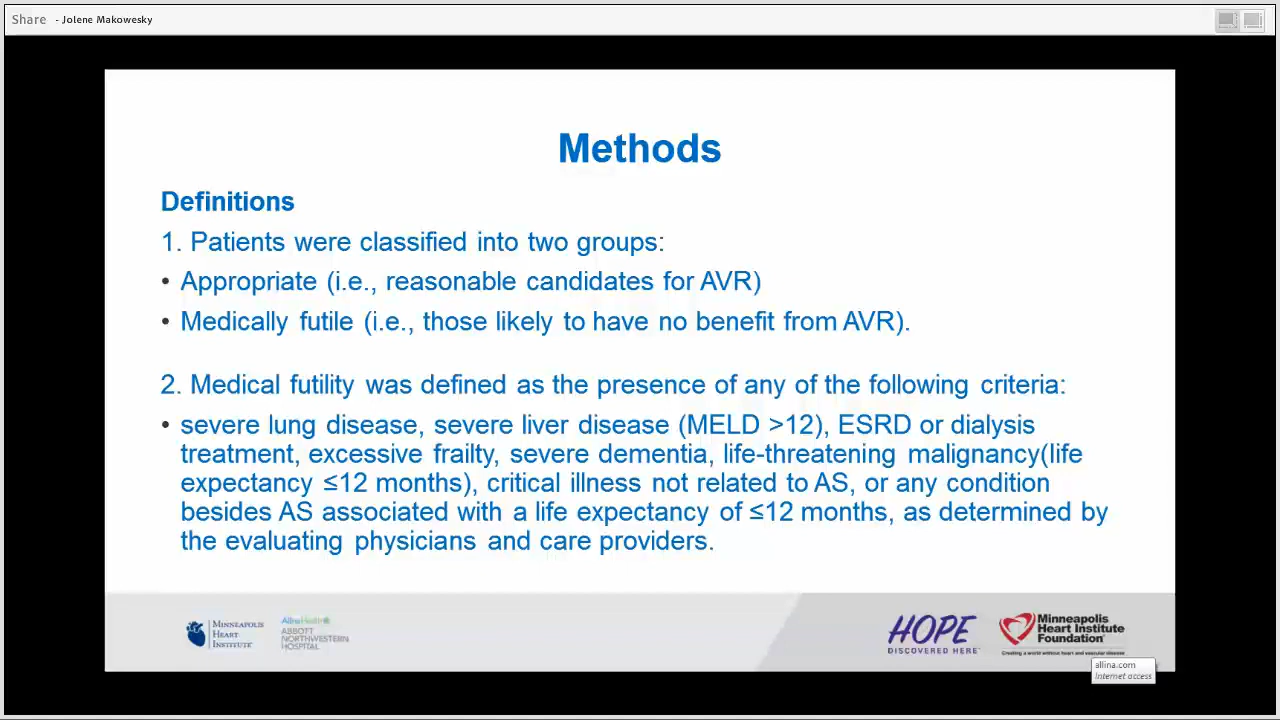 Share - Jolene Makowesky
Methods
Definitions
1. Patients were classified into two groups:
• Appropriate (i.e., reasonable candidates for AVR)
• Medically futile (i.e., those likely to have no benefit from AVR).
2. Medical futility was defined as the presence of any of the following criteria:
• severe lung disease, severe liver disease (MELD >12), ESRD or dialysis
treatment, excessive frailty, severe dementia, life-threatening malignancy(life
expectancy ≤12 months), critical illness not related to AS, or any condition
besides AS associated with a life expectancy of ≤12 months, as determined by
the evaluating physicians and care providers.
Minneapolis
Heart
Institute
Allina Health
ABBOTT
NORTHWESTERN
HOSPITAL
HOPE
DISCOVERED HERE
Minneapolis
Heart Institute
Foundation
Creating a world without heart and vascular disease
allina.com
Internet access